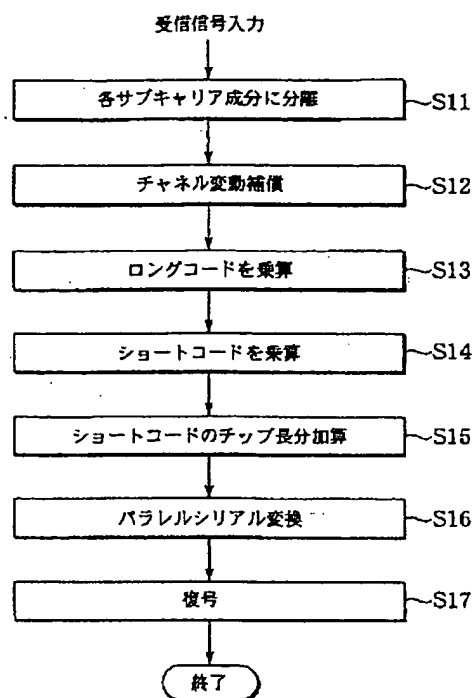 受信信号入力
各サブキャリア成分に分離
S11
チャネル変動補償
S12
ロングコードを乗算
S13
ショートコードを乗算
S14
ショートコードのチップ長分加算
S15
パラレルシリアル変換
S16
復号
S17
終了